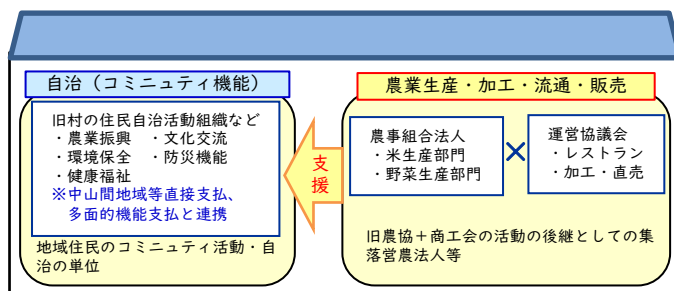 自治（コミュニティ機能）
旧村の住民自治活動組織など
・農業振興　・文化交流
・環境保全　・防災機能
・健康福祉
※中山間地域等直接支払、
多面的機能支払と連携
地域住民のコミュニティ活動・自
治の単位
支援
農業生産・加工・流通・販売
農事組合法人
・米生産部門
・野菜生産部門
×
運営協議会
・レストラン
・加工・直売
旧農協＋商工会の活動の後継としての集
落営農法人等